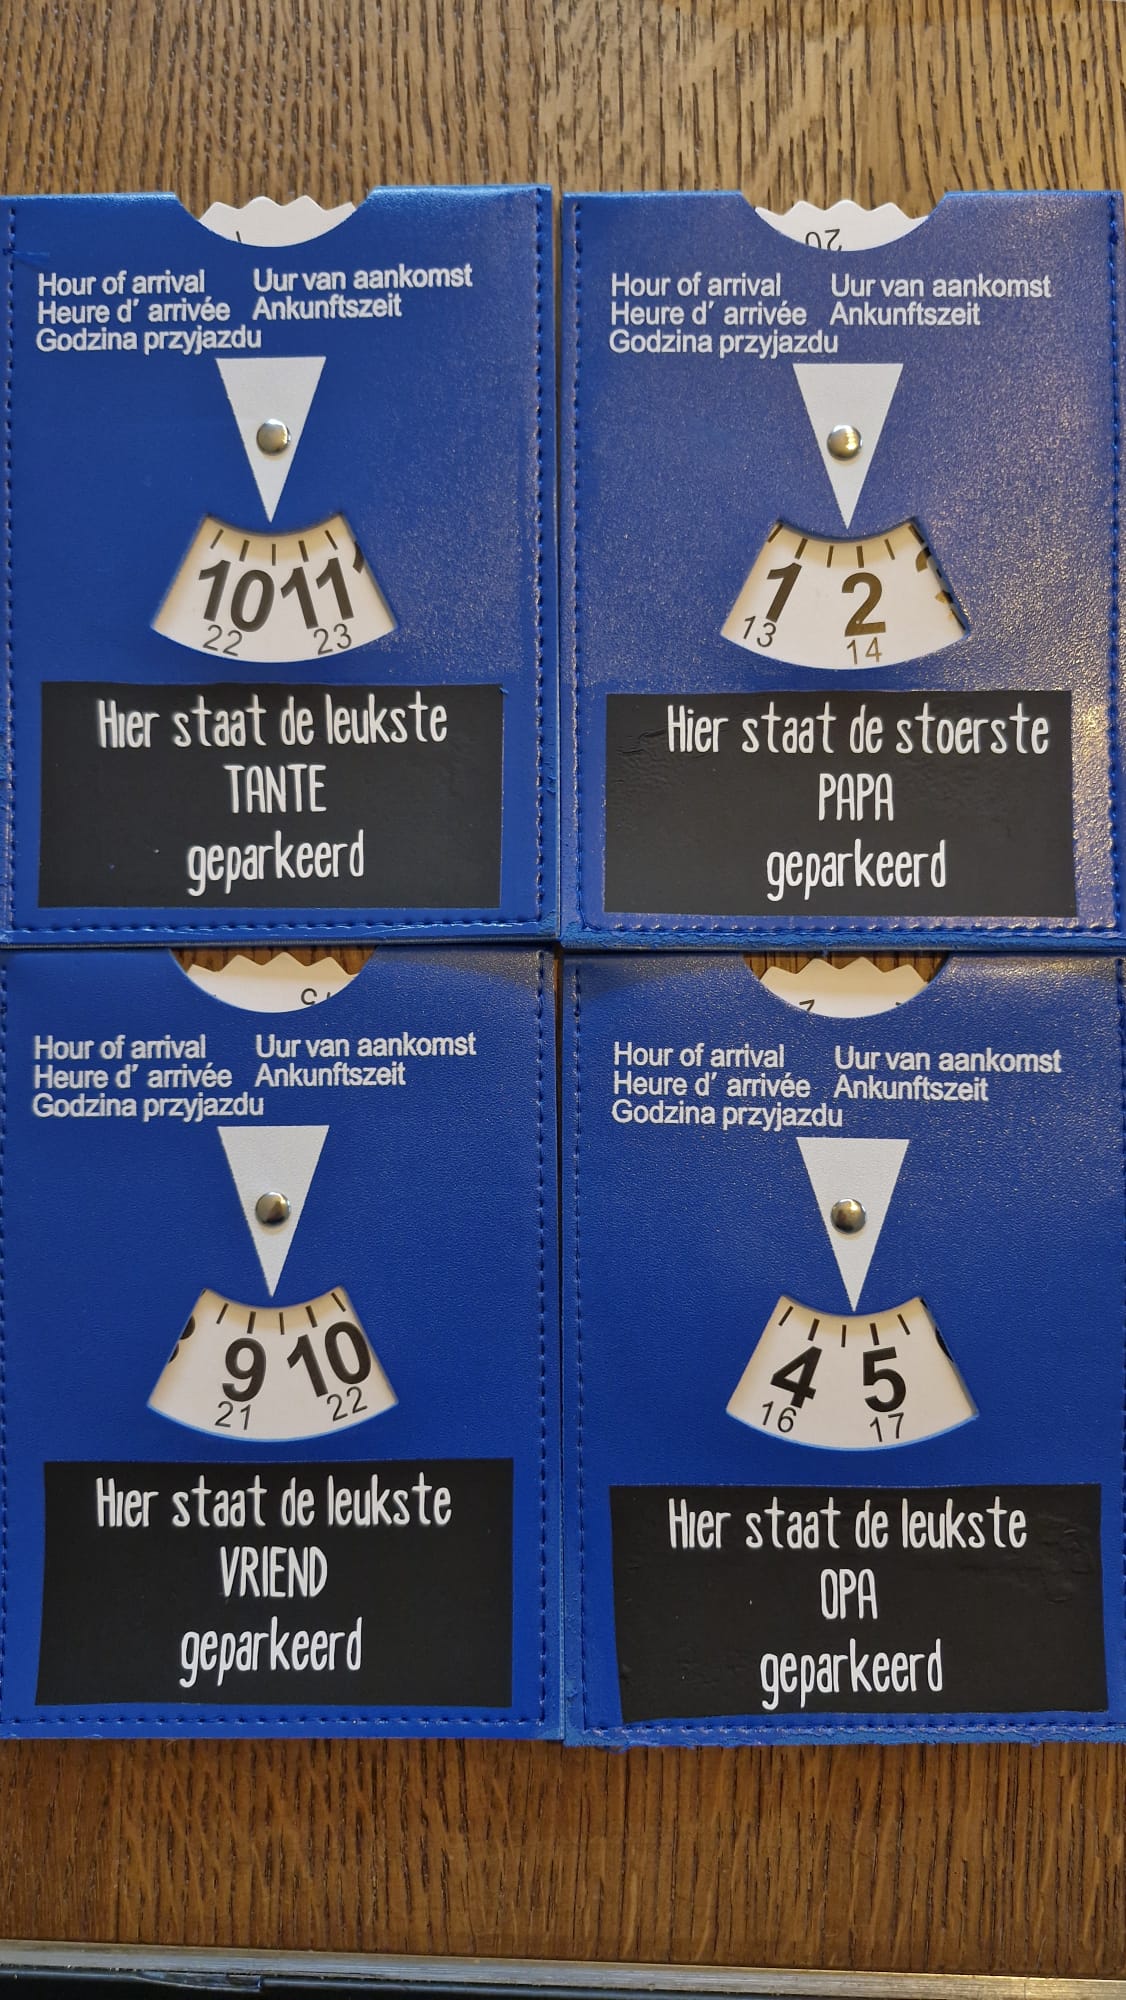 Hour of arrival Uur van aankomst
Heure d' arrivée Ankunftszeit
Godzina przyjazdu
10 11
22 23
Hier staat de leukste
TANTE
geparkeerd
20
Hour of arrival Uur van aankomst
Heure d' arrivée Ankunftszeit
Godzina przyjazdu
1 2
13 14
Hier staat de stoerste
PAPA
geparkeerd
Hour of arrival Uur van aankomst
Heure d' arrivée Ankunftszeit
Godzina przyjazdu
9 10
21 22
Hier staat de leukste
VRIEND
geparkeerd
Hour of arrival Uur van aankomst
Heure d' arrivée Ankunftszeit
Godzina przyjazdu
4 5
16 17
Hier staat de leukste
OPA
geparkeerd